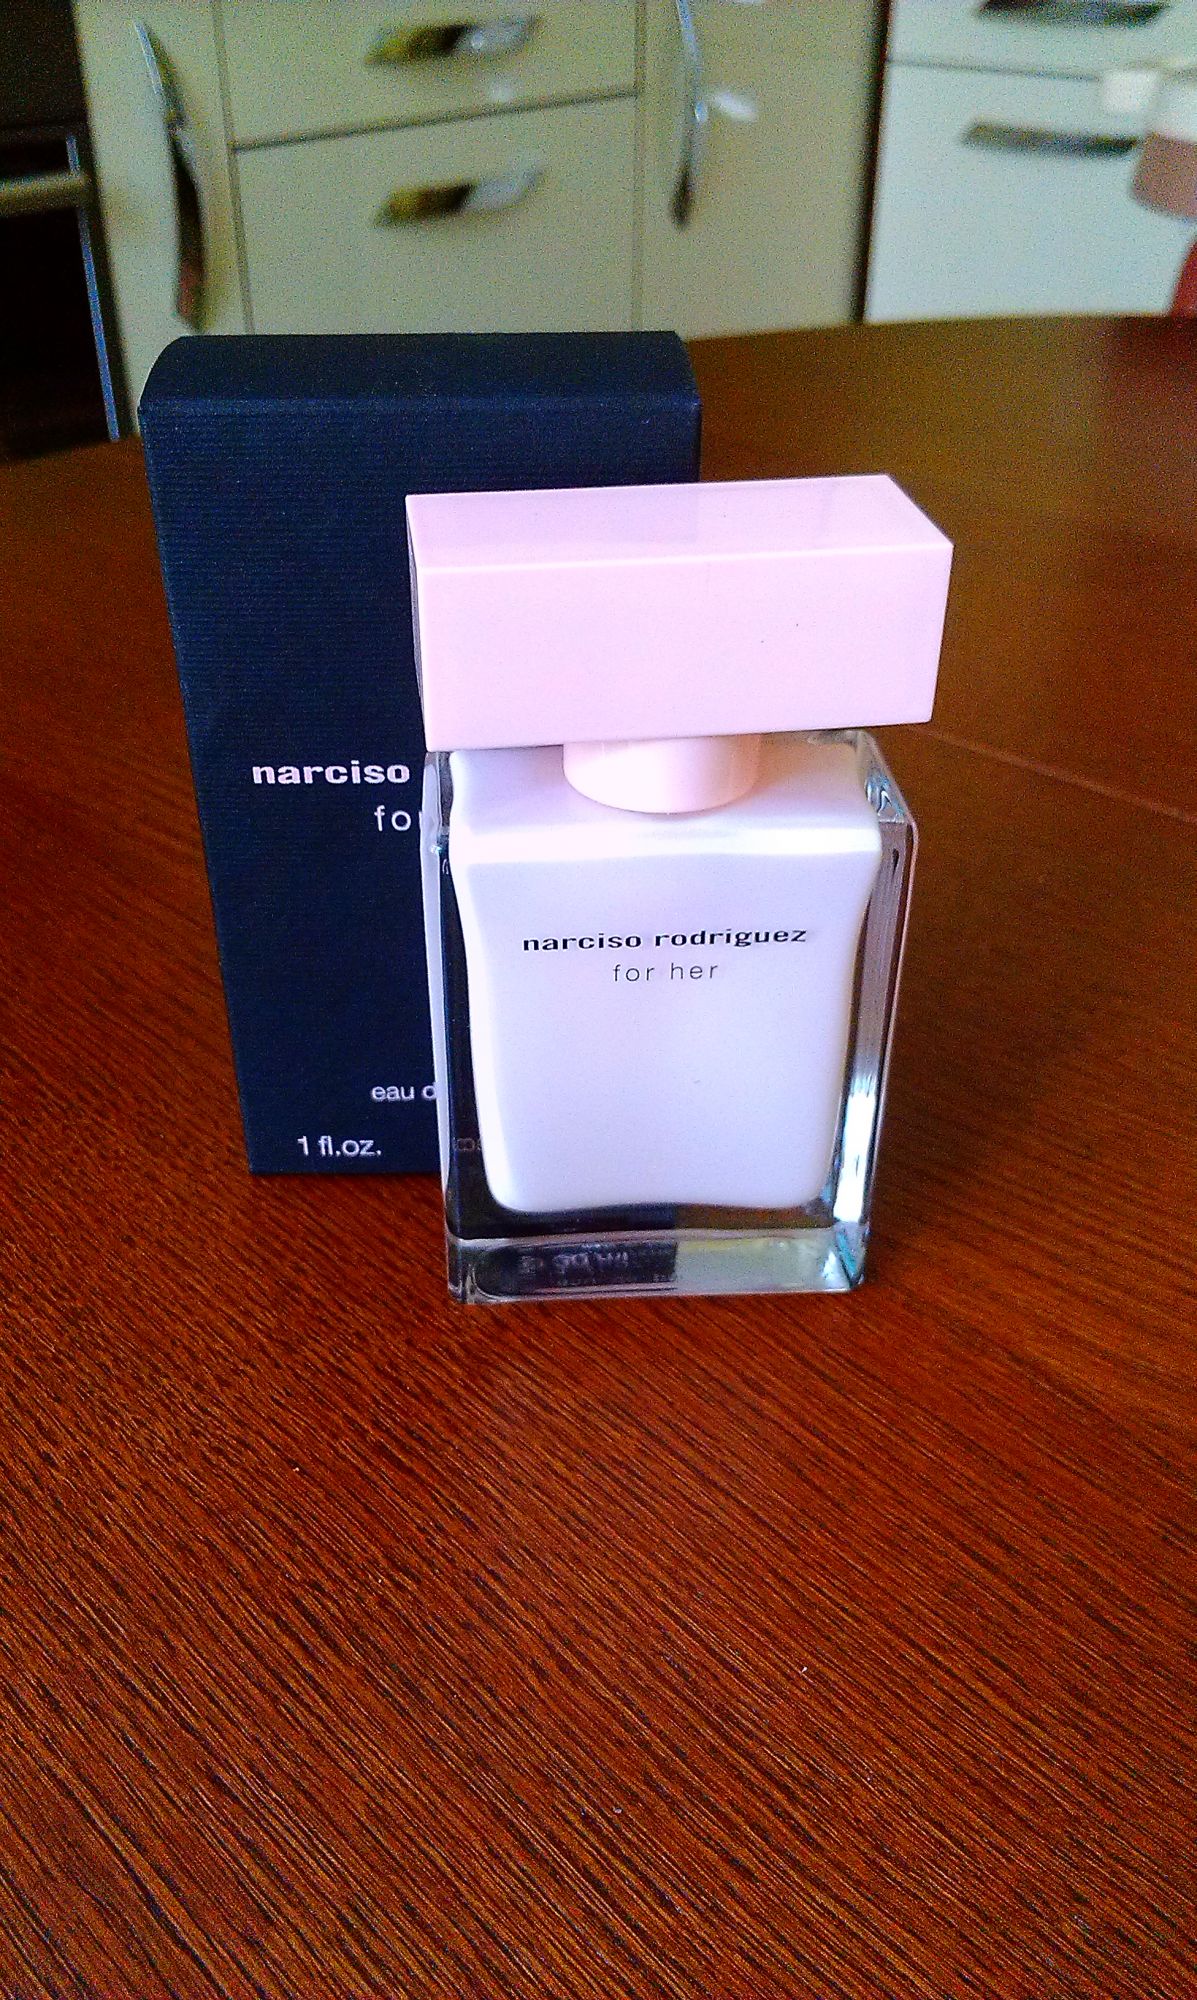 narciso
for
eau d
1 fl.oz.
narciso rodriguez
for her